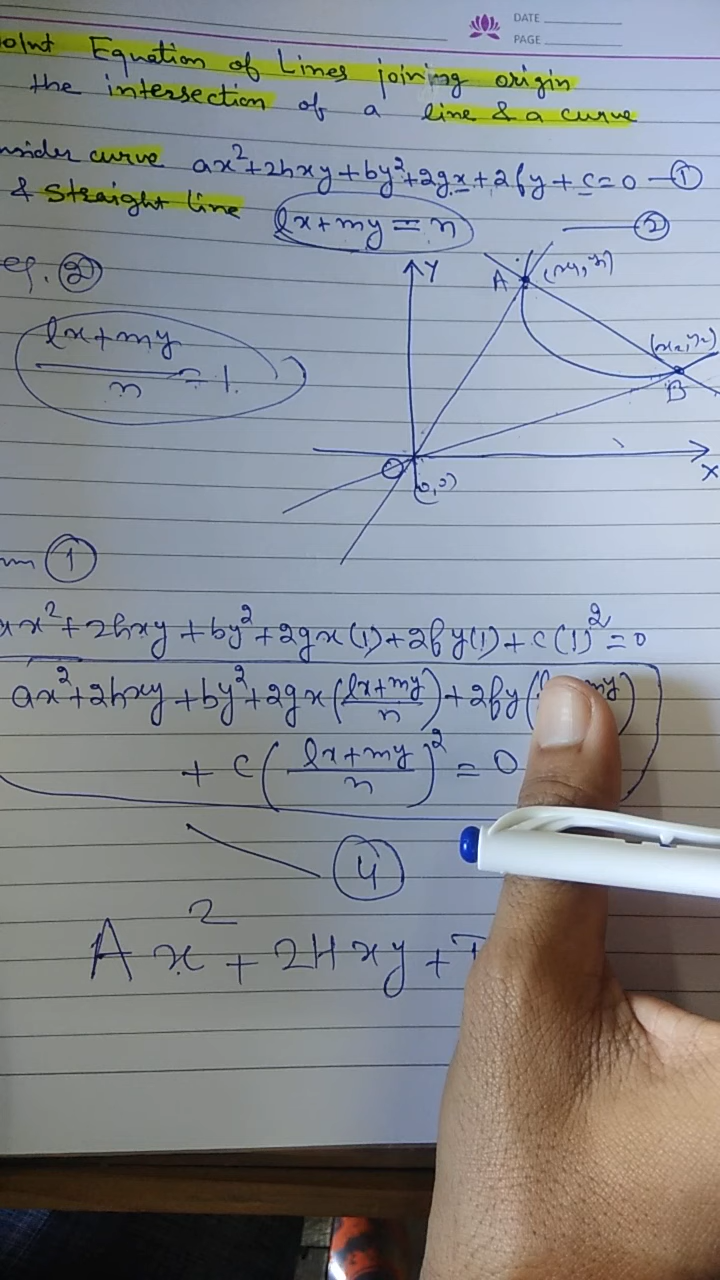 DATE
PAGE
oint Equation of Lines joining origin
the intersection of a line & a curve
nsider curve ax²+2hxy+by²+2gx+2fy+c=0 —①
& straight line lx+my=n —②
eq. ②
(lx+my)/n = 1.
Y
A (x₁, y₁)
(x₂, y₂)
B
O
(0,0)
X
m ①
ax²+2hxy+by²+2gx(1)+2fy(1)+c(1)²=0
ax²+2hxy+by²+2gx((lx+my)/n)+2fy( my)
+ c((lx+my)/n)² = 0
④
Ax²+2Hxy+